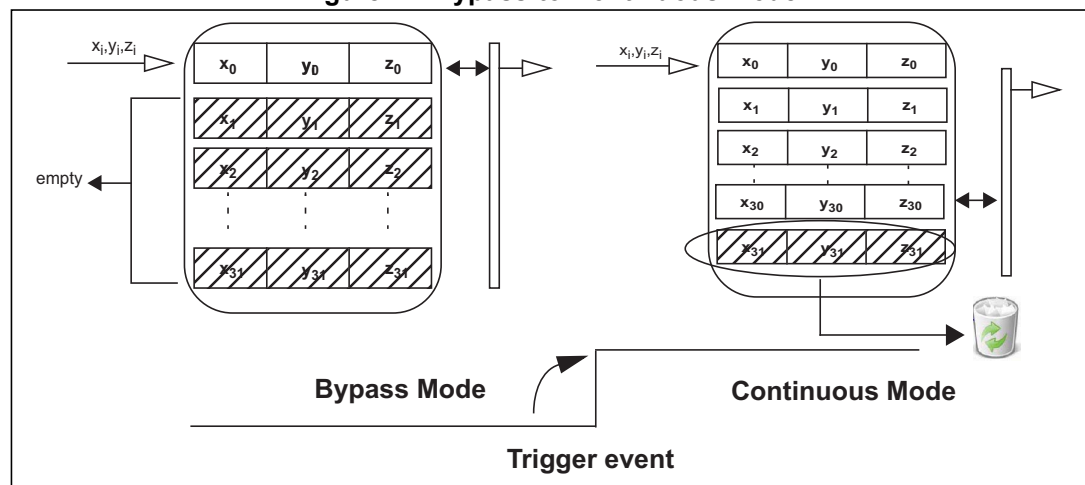 xi,yi,zi
x0 y0 z0
x1 y1 z1
x2 y2 z2
x31 y31 z31
empty
xi,yi,zi
x0 y0 z0
x1 y1 z1
x2 y2 z2
x30 y30 z30
x31 y31 z31
Bypass Mode
Continuous Mode
Trigger event